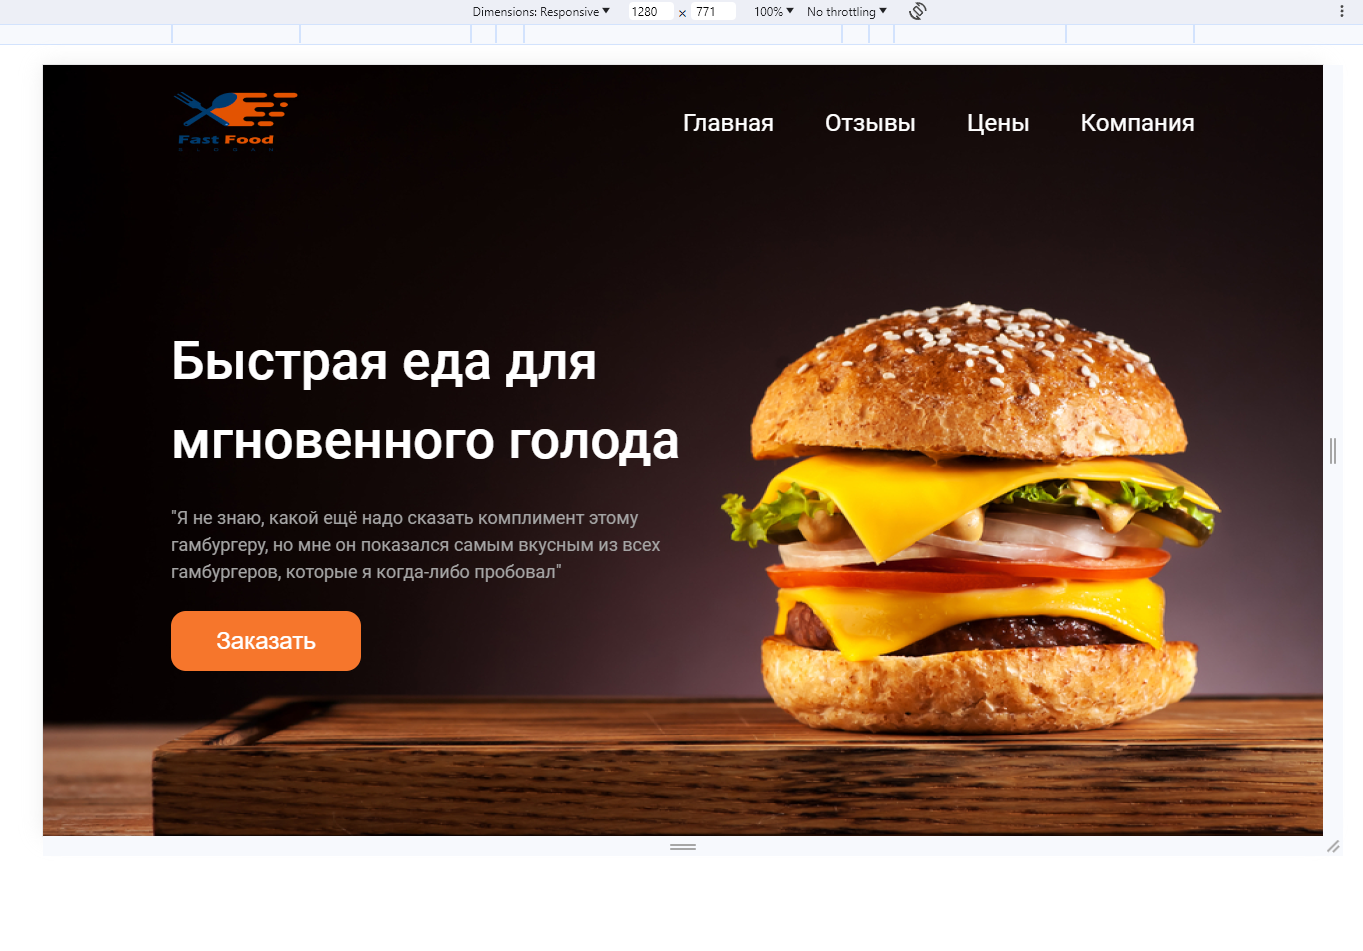 Dimensions: Responsive 1280 × 771 100% No throttling
Fast Food
Главная Отзывы Цены Компания
Быстрая еда для
мгновенного голода
"Я не знаю, какой ещё надо сказать комплимент этому
гамбургеру, но мне он показался самым вкусным из всех
гамбургеров, которые я когда-либо пробовал"
Заказать